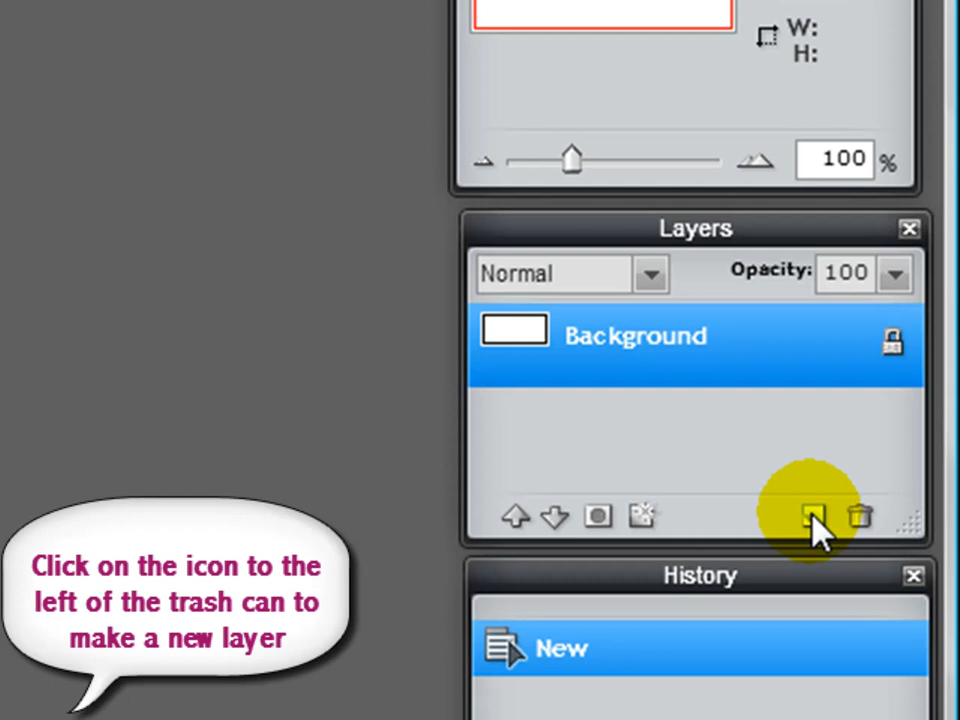 W:
H:
100 %
Layers
Normal
Opacity: 100
Background
Click on the icon to the
left of the trash can to
make a new layer
History
New